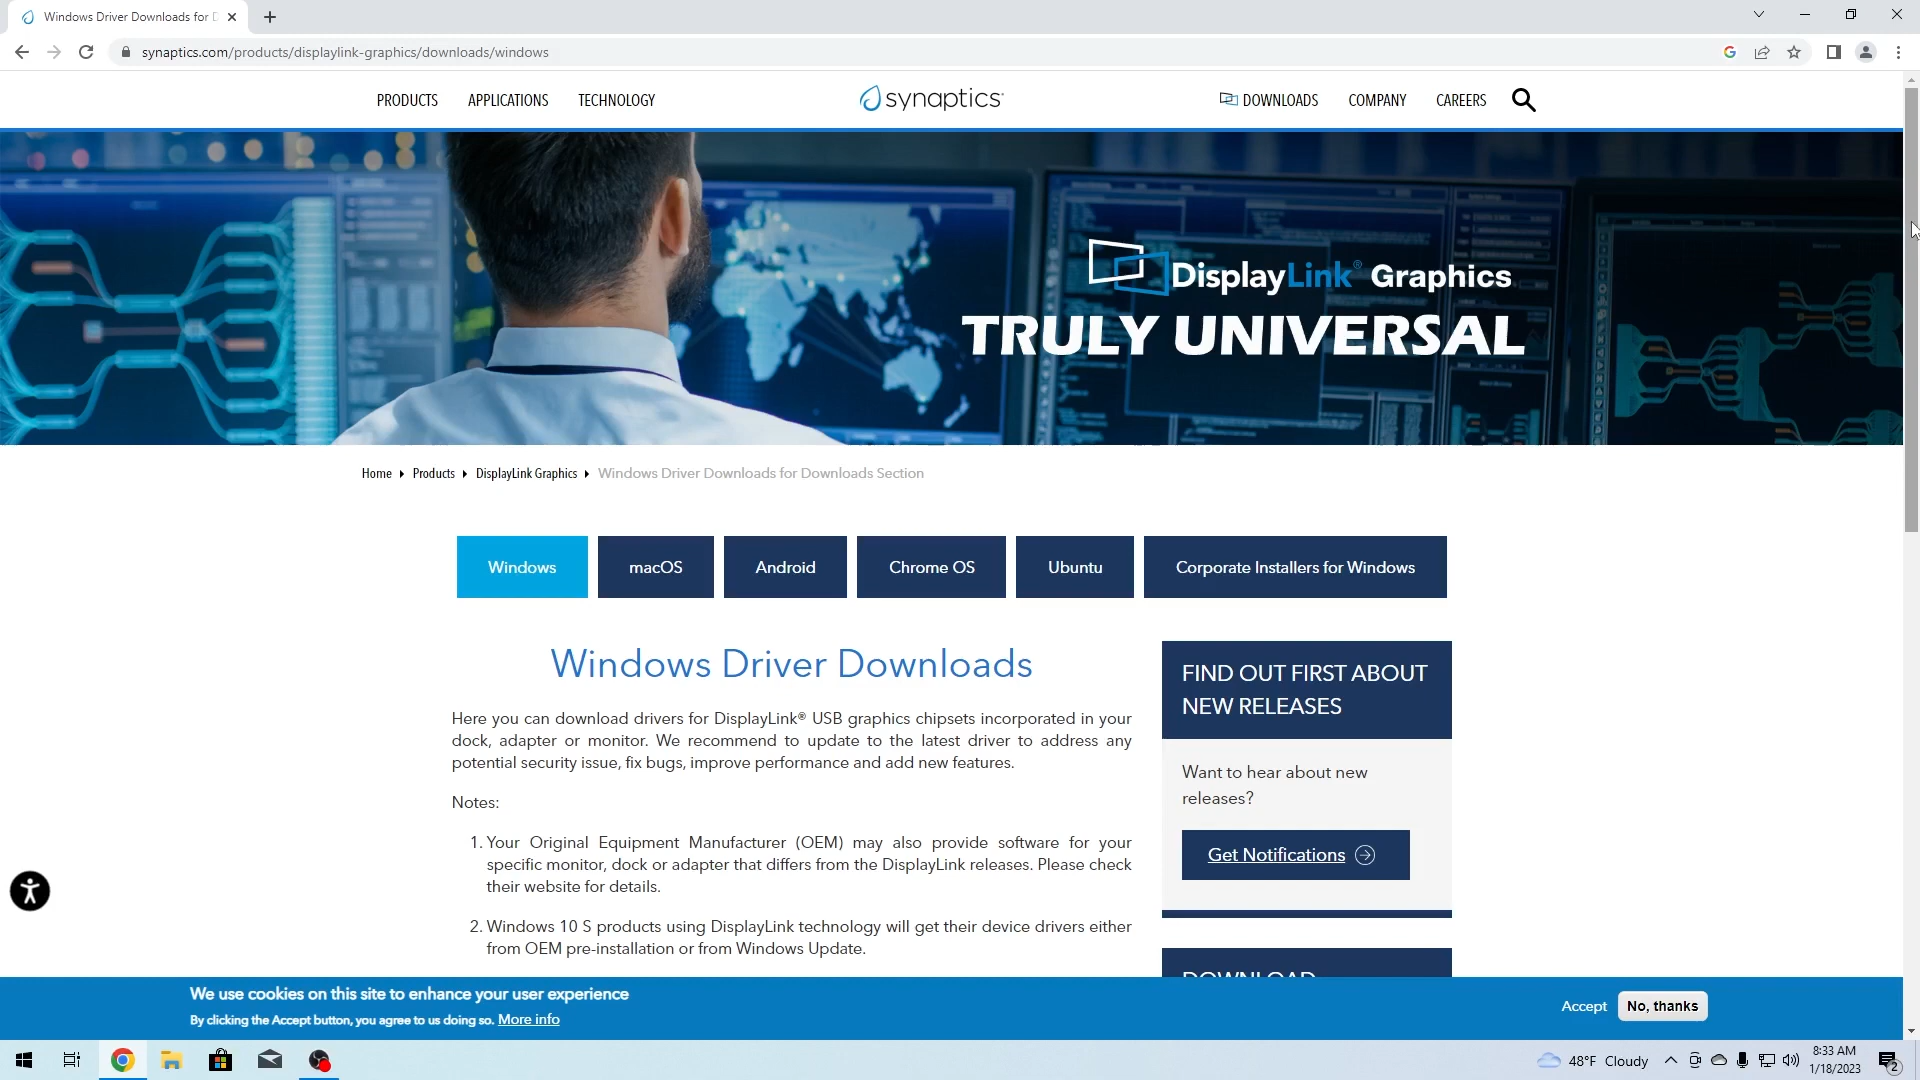 Windows Driver Downloads for D
synaptics.com/products/displaylink-graphics/downloads/windows
PRODUCTS APPLICATIONS TECHNOLOGY synaptics DOWNLOADS COMPANY CAREERS
DisplayLink® Graphics
TRULY UNIVERSAL
Home Products DisplayLink Graphics Windows Driver Downloads for Downloads Section
Windows macOS Android Chrome OS Ubuntu Corporate Installers for Windows
Windows Driver Downloads
Here you can download drivers for DisplayLink® USB graphics chipsets incorporated in your
dock, adapter or monitor. We recommend to update to the latest driver to address any
potential security issue, fix bugs, improve performance and add new features.
Notes:
1. Your Original Equipment Manufacturer (OEM) may also provide software for your
specific monitor, dock or adapter that differs from the DisplayLink releases. Please check
their website for details.
2. Windows 10 S products using DisplayLink technology will get their device drivers either
from OEM pre-installation or from Windows Update.
FIND OUT FIRST ABOUT
NEW RELEASES
Want to hear about new
releases?
Get Notifications
DOWNLOAD
We use cookies on this site to enhance your user experience
By clicking the Accept button, you agree to us doing so. More info
Accept No, thanks
48°F Cloudy
8:33 AM
1/18/2023
2